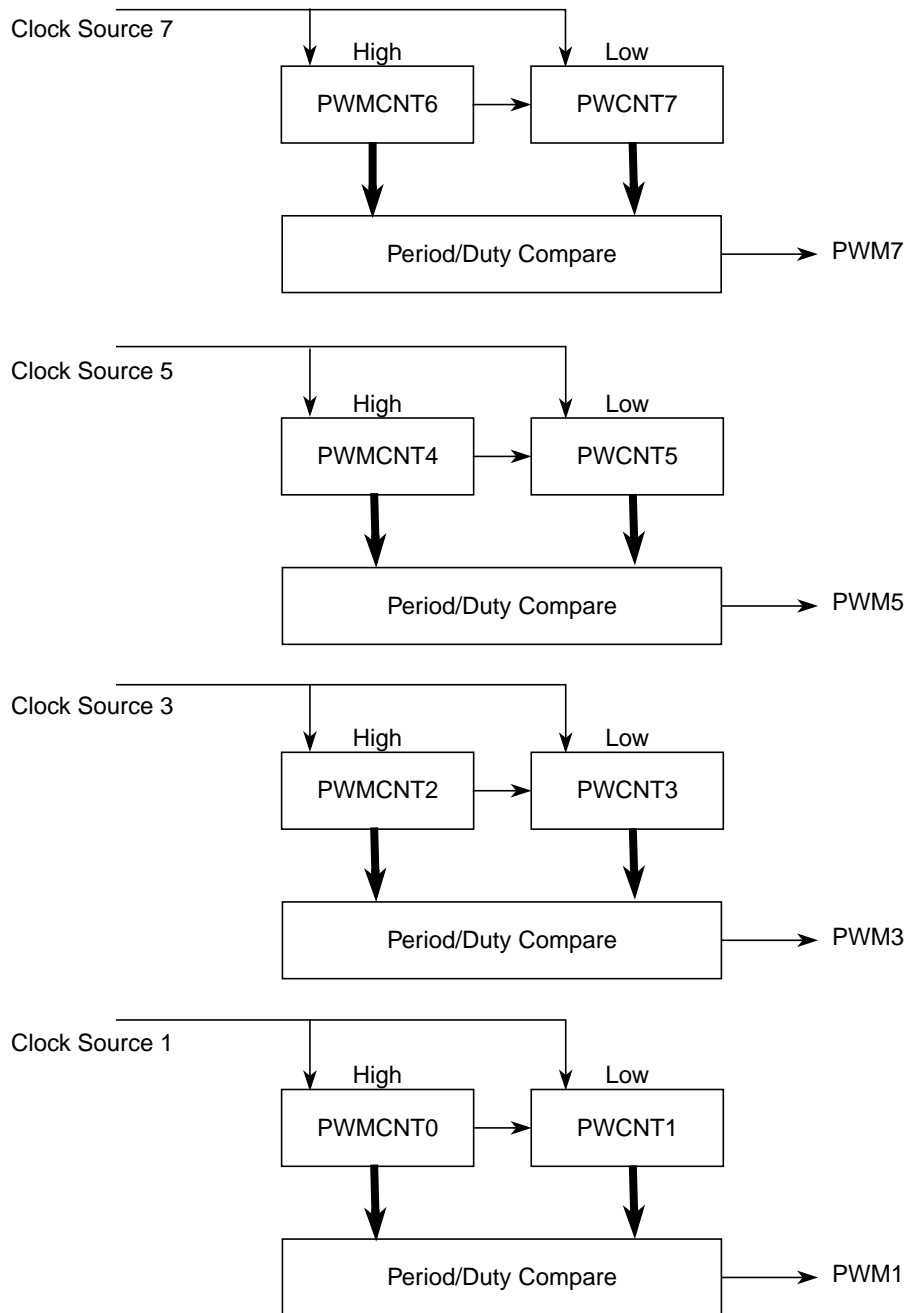 Clock Source 7
High
Low
PWMCNT6
PWCNT7
Period/Duty Compare
PWM7
Clock Source 5
High
Low
PWMCNT4
PWCNT5
Period/Duty Compare
PWM5
Clock Source 3
High
Low
PWMCNT2
PWCNT3
Period/Duty Compare
PWM3
Clock Source 1
High
Low
PWMCNT0
PWCNT1
Period/Duty Compare
PWM1